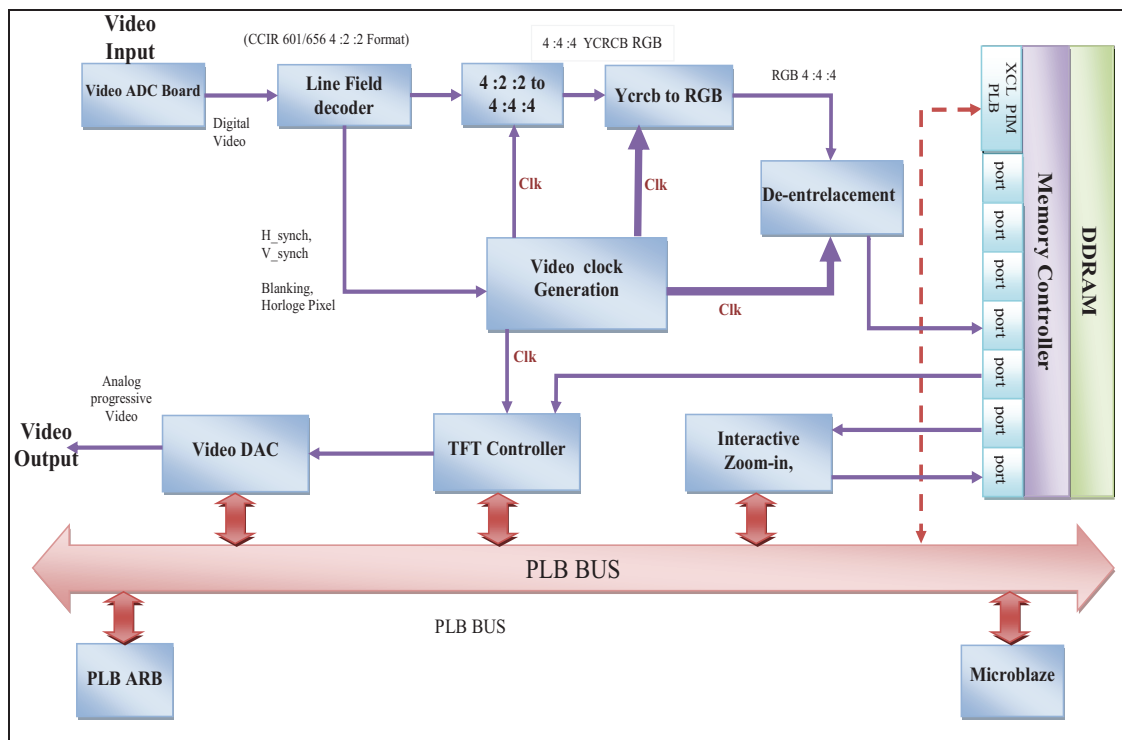 Video
Input
(CCIR 601/656 4 :2 :2 Format)
4 :4 :4 YCRCB RGB
Video ADC Board
Line Field
decoder
4 :2 :2 to
4 :4 :4
Ycrcb to RGB
RGB 4 :4 :4
Digital
Video
Clk
Clk
De-entrelacement
H_synch,
V_synch
Blanking,
Horloge Pixel
Video clock
Generation
Clk
Clk
XCL PIM
PLB
port
port
port
port
port
port
port
Memory Controller
DDRAM
Analog
progressive
Video
Video
Output
Video DAC
TFT Controller
Interactive
Zoom-in,
PLB BUS
PLB BUS
PLB ARB
Microblaze